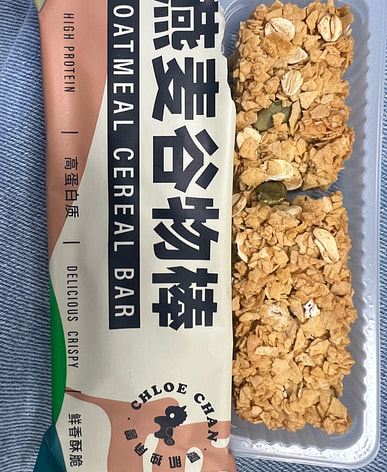 燕麦谷物棒
OATMEAL CEREAL BAR
HIGH PROTEIN | 高蛋白质 | DELICIOUS CRISPY | 鲜香酥脆
CHLOE CHAN